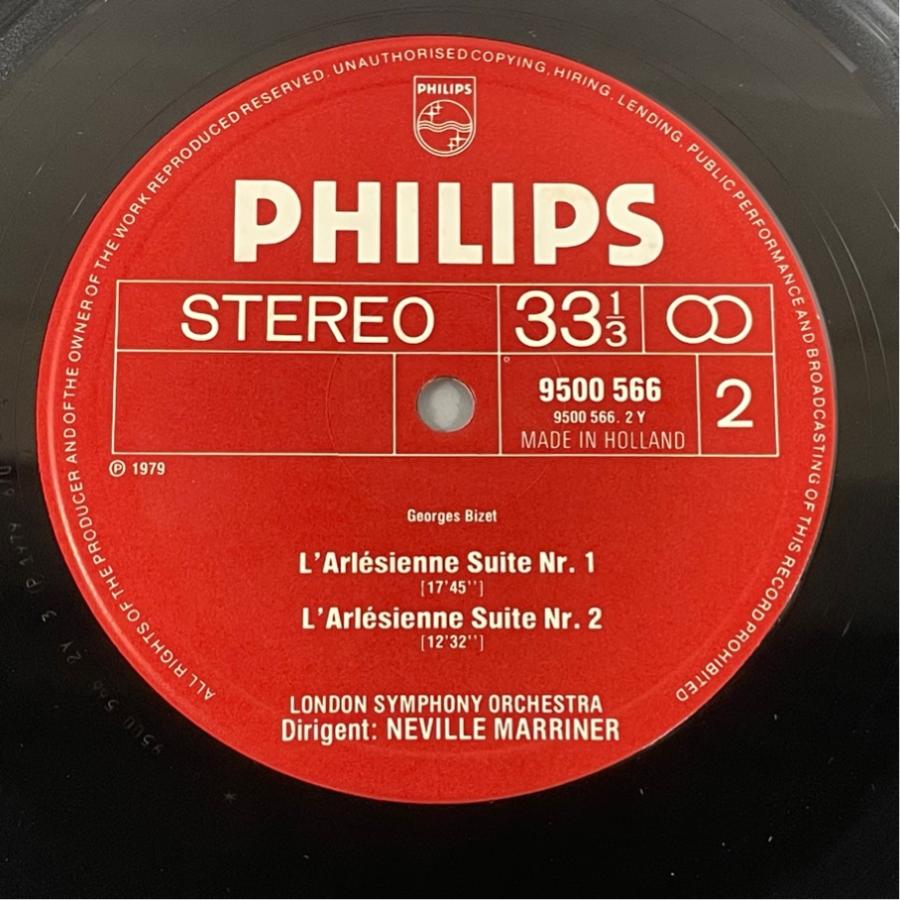 ALL RIGHTS OF THE PRODUCER AND OF THE OWNER OF THE WORK REPRODUCED RESERVED. UNAUTHORISED COPYING, HIRING, LENDING, PUBLIC PERFORMANCE AND BROADCASTING OF THIS RECORD PROHIBITED
PHILIPS
PHILIPS
STEREO 33 1/3
9500 566 2
9500 566. 2 Y
MADE IN HOLLAND
℗ 1979
Georges Bizet
L'Arlésienne Suite Nr. 1
[17'45'']
L'Arlésienne Suite Nr. 2
[12'32'']
LONDON SYMPHONY ORCHESTRA
Dirigent: NEVILLE MARRINER